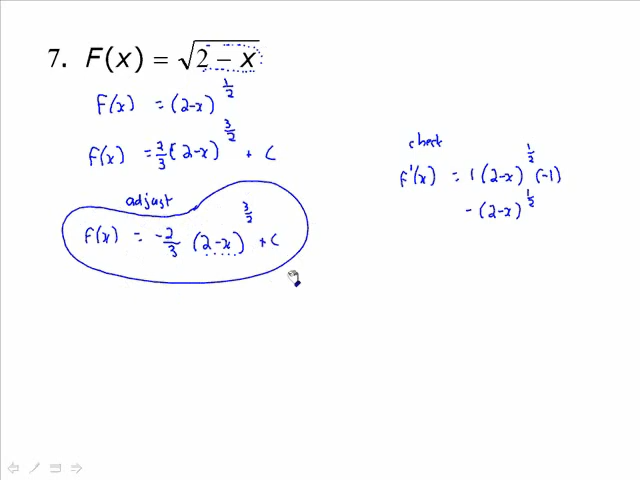 7. F(x) = √2 − x
F(x) = (2-x)^1/2
F(x) = 2/3 (2-x)^3/2 + C
adjust
F(x) = -2/3 (2-x)^3/2 + C
check
f'(x) = 1 (2-x)^1/2 (-1)
- (2-x)^1/2